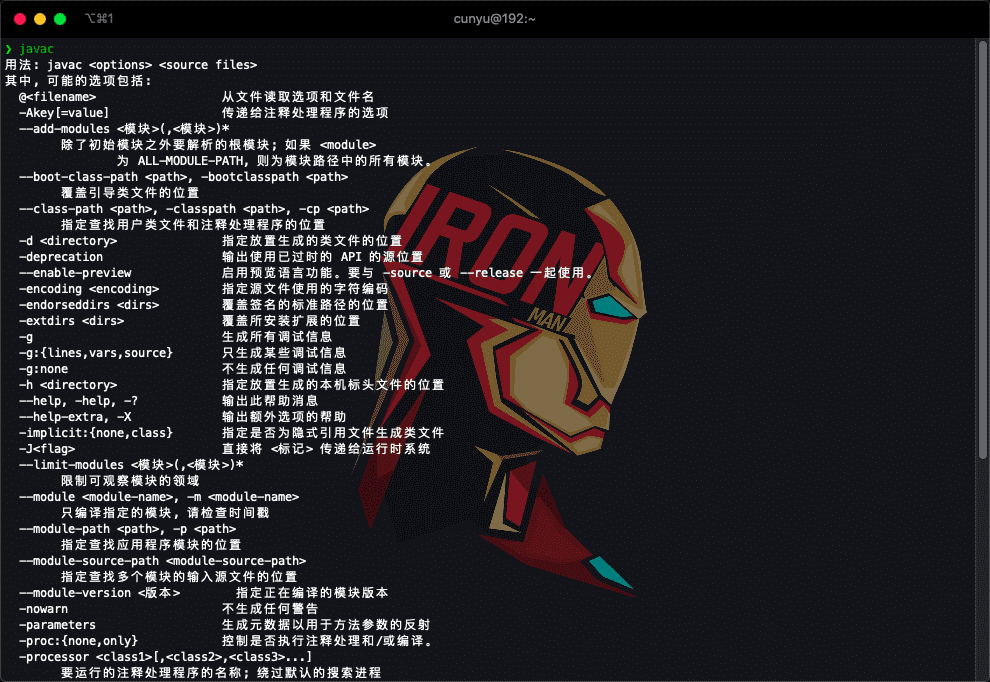 ⌥⌘1
cunyu@192:~
❯ javac
用法: javac <options> <source files>
其中, 可能的选项包括:
@<filename> 从文件读取选项和文件名
-Akey[=value] 传递给注释处理程序的选项
--add-modules <模块>(,<模块>)*
除了初始模块之外要解析的根模块; 如果 <module>
为 ALL-MODULE-PATH, 则为模块路径中的所有模块。
--boot-class-path <path>, -bootclasspath <path>
覆盖引导类文件的位置
--class-path <path>, -classpath <path>, -cp <path>
指定查找用户类文件和注释处理程序的位置
-d <directory> 指定放置生成的类文件的位置
-deprecation 输出使用已过时的 API 的源位置
--enable-preview 启用预览语言功能。要与 -source 或 --release 一起使用。
-encoding <encoding> 指定源文件使用的字符编码
-endorseddirs <dirs> 覆盖签名的标准路径的位置
-extdirs <dirs> 覆盖所安装扩展的位置
-g 生成所有调试信息
-g:{lines,vars,source} 只生成某些调试信息
-g:none 不生成任何调试信息
-h <directory> 指定放置生成的本机标头文件的位置
--help, -help, -? 输出此帮助消息
--help-extra, -X 输出额外选项的帮助
-implicit:{none,class} 指定是否为隐式引用文件生成类文件
-J<flag> 直接将 <标记> 传递给运行时系统
--limit-modules <模块>(,<模块>)*
限制可观察模块的领域
--module <module-name>, -m <module-name>
只编译指定的模块, 请检查时间戳
--module-path <path>, -p <path>
指定查找应用程序模块的位置
--module-source-path <module-source-path>
指定查找多个模块的输入源文件的位置
--module-version <版本> 指定正在编译的模块版本
-nowarn 不生成任何警告
-parameters 生成元数据以用于方法参数的反射
-proc:{none,only} 控制是否执行注释处理和/或编译。
-processor <class1>[,<class2>,<class3>...]
要运行的注释处理程序的名称; 绕过默认的搜索进程
IRON
MAN